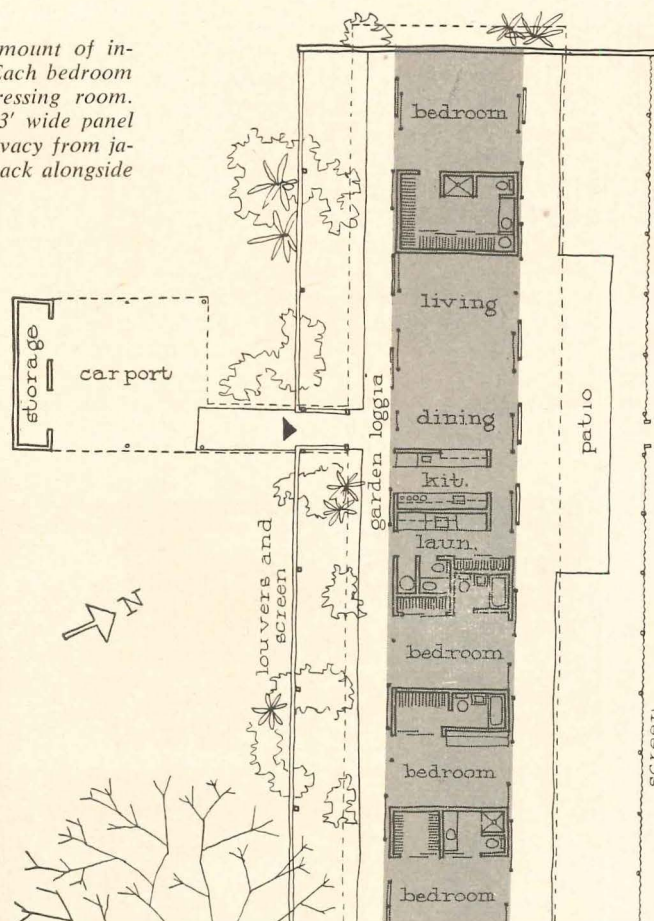 mount of in-
Each bedroom
ressing room.
3' wide panel
vacy from ja-
ack alongside
bedroom
living
storage
carport
dining
garden loggia
patio
kit.
laun.
louvers and
screen
N
bedroom
bedroom
screen
bedroom